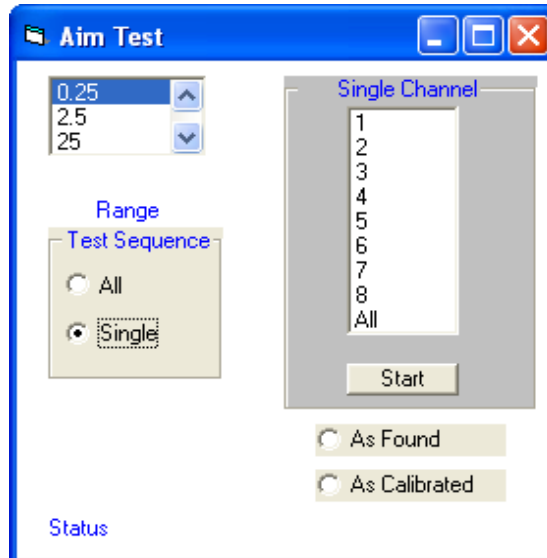 Aim Test
0.25
2.5
25
Range
Test Sequence
All
Single
Single Channel
1
2
3
4
5
6
7
8
All
Start
As Found
As Calibrated
Status